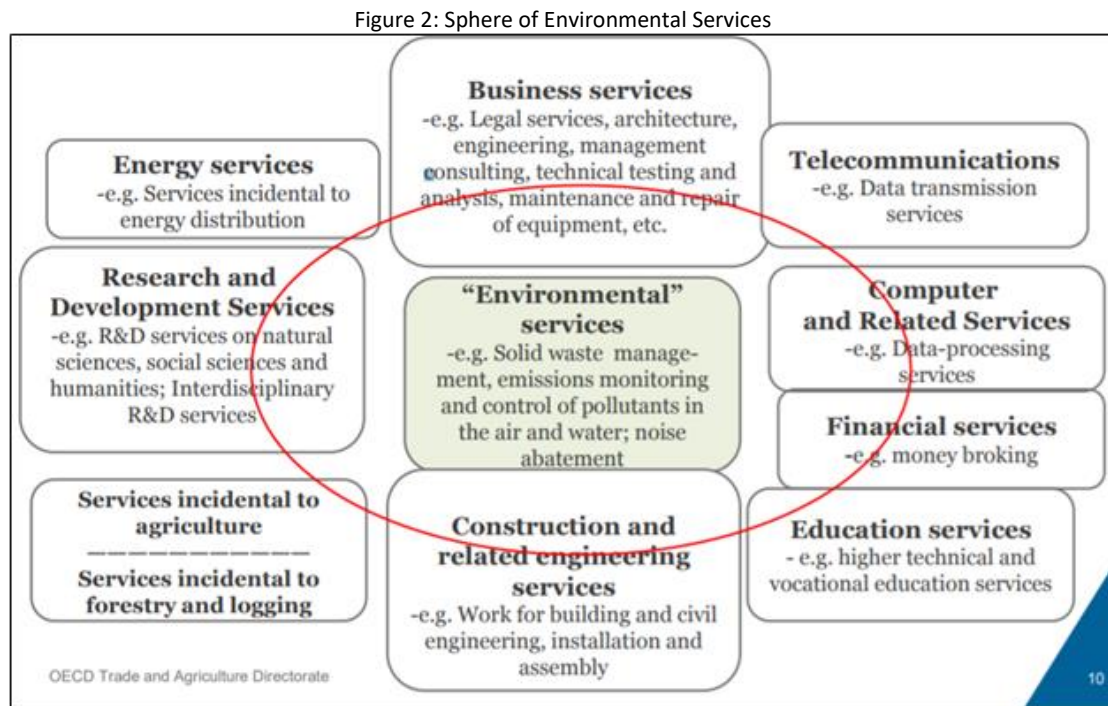 Figure 2: Sphere of Environmental Services
Business services
-e.g. Legal services, architecture,
engineering, management
consulting, technical testing and
analysis, maintenance and repair
of equipment, etc.
Energy services
-e.g. Services incidental to
energy distribution
Telecommunications
-e.g. Data transmission
services
Research and
Development Services
-e.g. R&D services on natural
sciences, social sciences and
humanities; Interdisciplinary
R&D services
“Environmental”
services
-e.g. Solid waste manage-
ment, emissions monitoring
and control of pollutants in
the air and water; noise
abatement
Computer
and Related Services
-e.g. Data-processing
services
Financial services
-e.g. money broking
Services incidental to
agriculture
———————————
Services incidental to
forestry and logging
Construction and
related engineering
services
-e.g. Work for building and civil
engineering, installation and
assembly
Education services
- e.g. higher technical and
vocational education services
OECD Trade and Agriculture Directorate
10